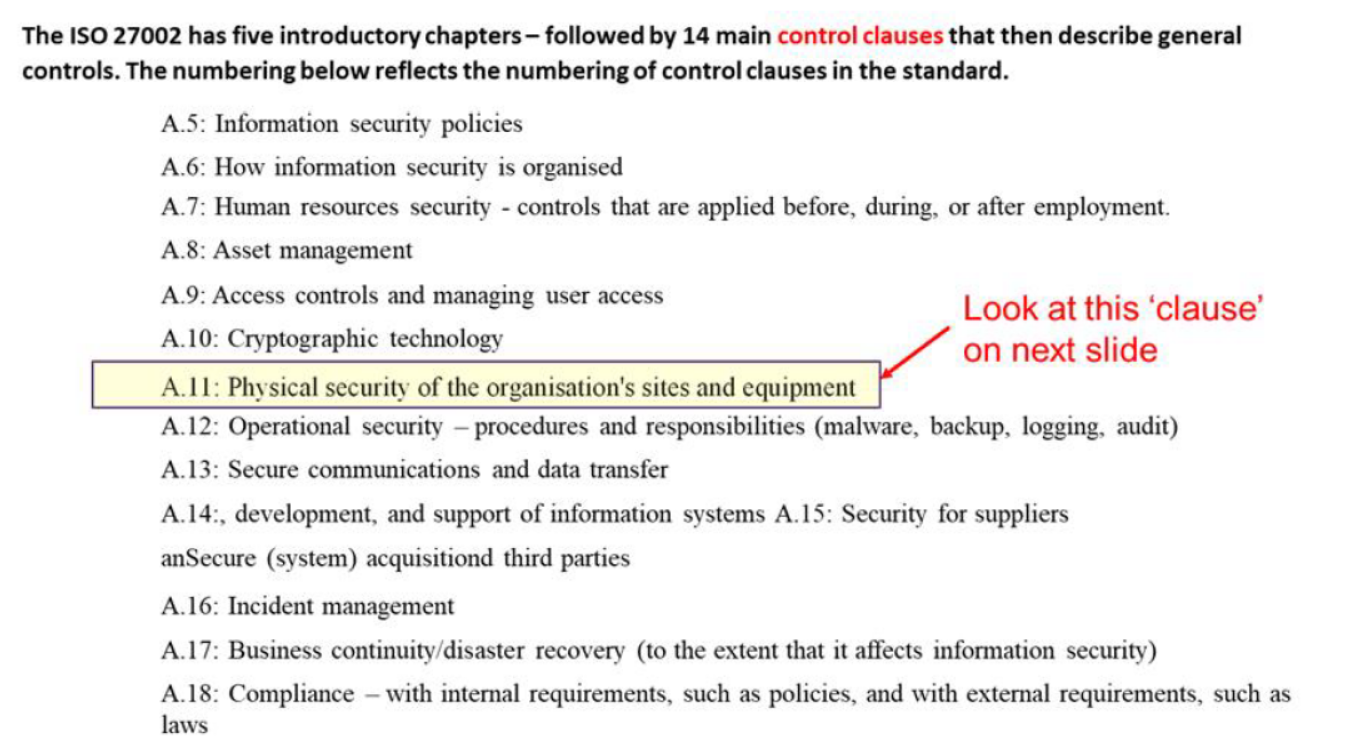 The ISO 27002 has five introductory chapters – followed by 14 main control clauses that then describe general
controls. The numbering below reflects the numbering of control clauses in the standard.
A.5: Information security policies
A.6: How information security is organised
A.7: Human resources security - controls that are applied before, during, or after employment.
A.8: Asset management
A.9: Access controls and managing user access
Look at this ‘clause’
on next slide
A.10: Cryptographic technology
A.11: Physical security of the organisation's sites and equipment
A.12: Operational security – procedures and responsibilities (malware, backup, logging, audit)
A.13: Secure communications and data transfer
A.14:, development, and support of information systems A.15: Security for suppliers
anSecure (system) acquisitiond third parties
A.16: Incident management
A.17: Business continuity/disaster recovery (to the extent that it affects information security)
A.18: Compliance – with internal requirements, such as policies, and with external requirements, such as
laws